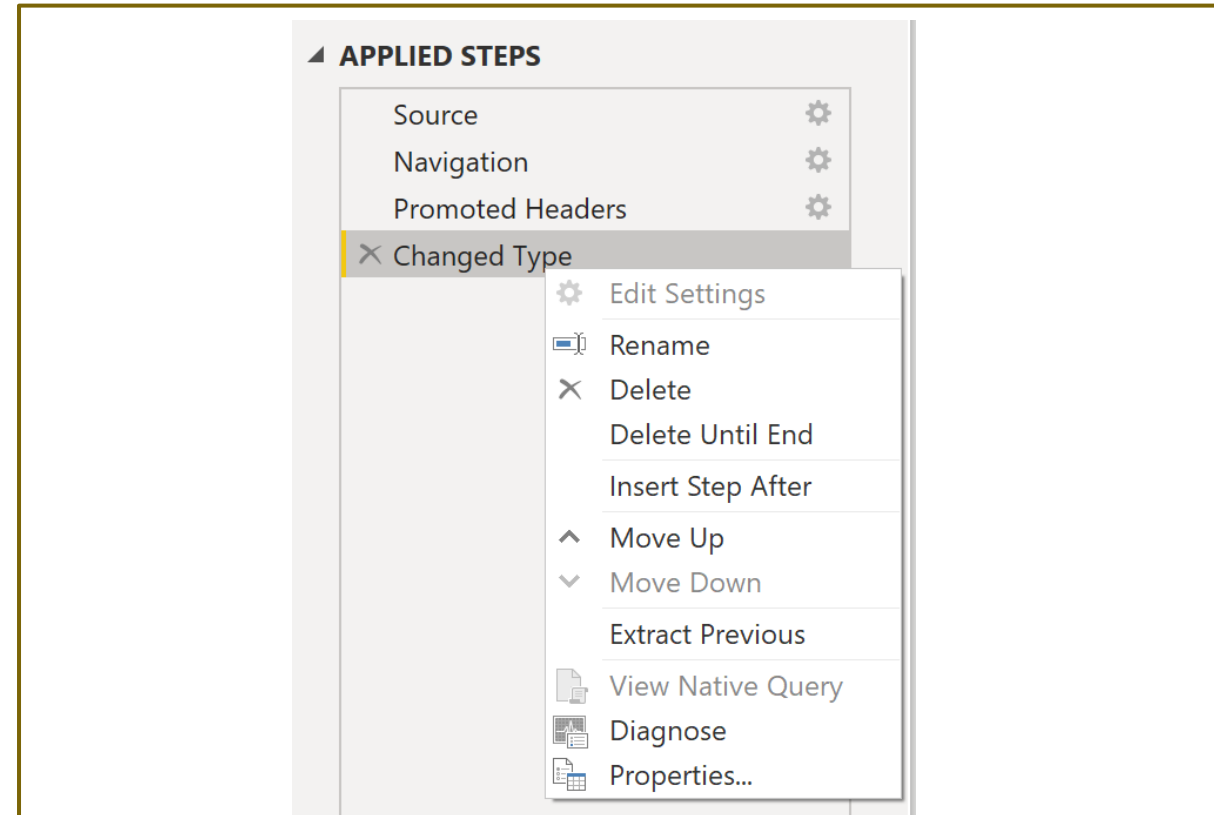 APPLIED STEPS
Source
Navigation
Promoted Headers
Changed Type
Edit Settings
Rename
Delete
Delete Until End
Insert Step After
Move Up
Move Down
Extract Previous
View Native Query
Diagnose
Properties...